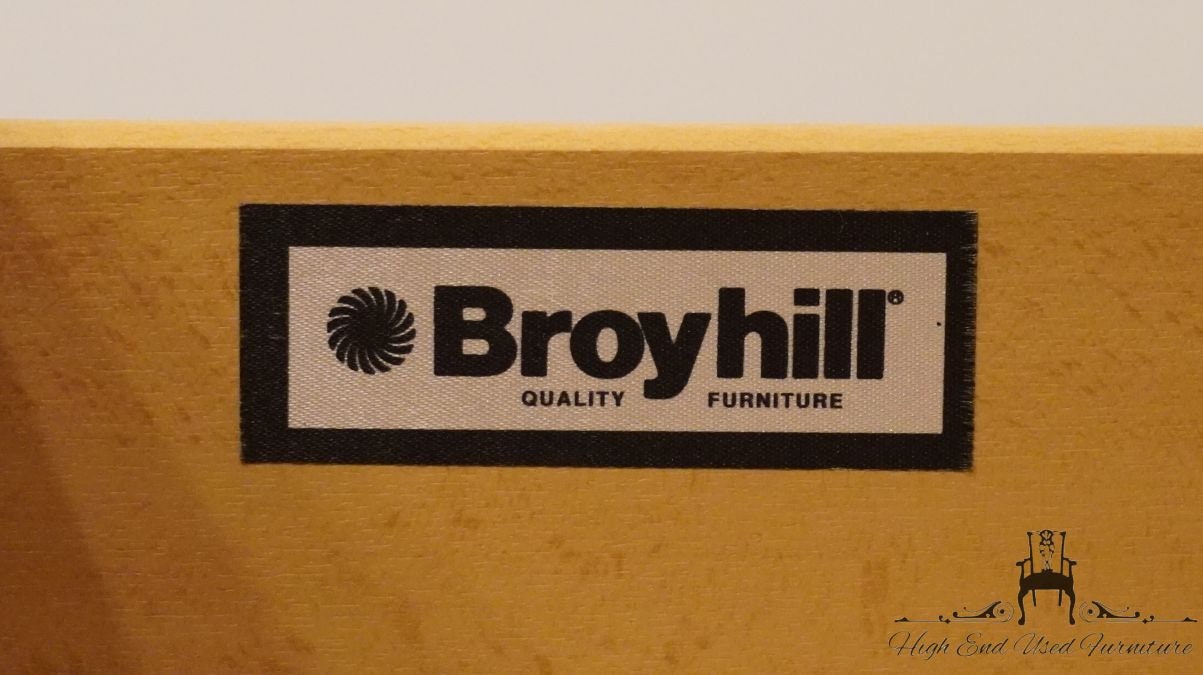 Broyhill®
QUALITY FURNITURE
High End Used Furniture